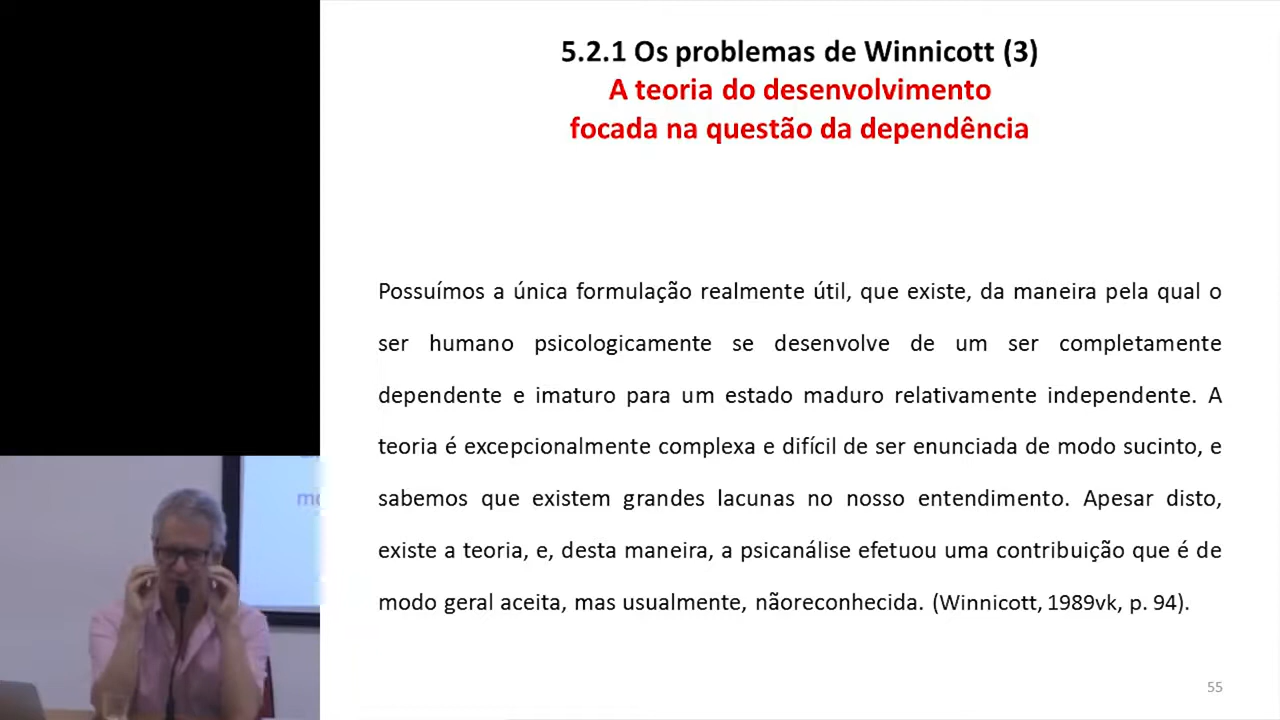 5.2.1 Os problemas de Winnicott (3)
A teoria do desenvolvimento
focada na questão da dependência
Possuímos a única formulação realmente útil, que existe, da maneira pela qual o
ser humano psicologicamente se desenvolve de um ser completamente
dependente e imaturo para um estado maduro relativamente independente. A
teoria é excepcionalmente complexa e difícil de ser enunciada de modo sucinto, e
sabemos que existem grandes lacunas no nosso entendimento. Apesar disto,
existe a teoria, e, desta maneira, a psicanálise efetuou uma contribuição que é de
modo geral aceita, mas usualmente, nãoreconhecida. (Winnicott, 1989vk, p. 94).
55